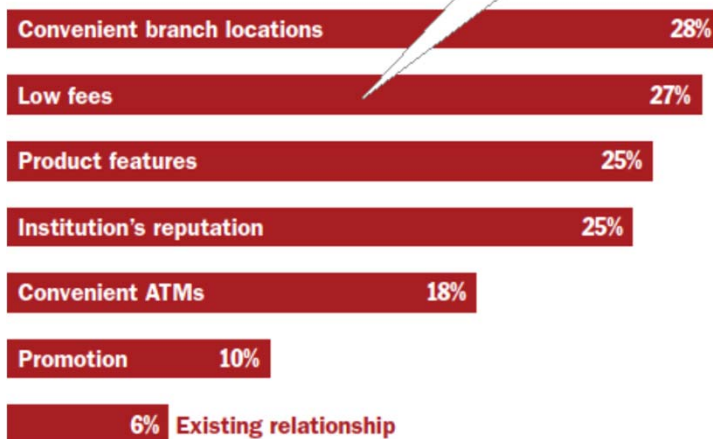 Convenient branch locations 28%
Low fees 27%
Product features 25%
Institution's reputation 25%
Convenient ATMs 18%
Promotion 10%
6% Existing relationship